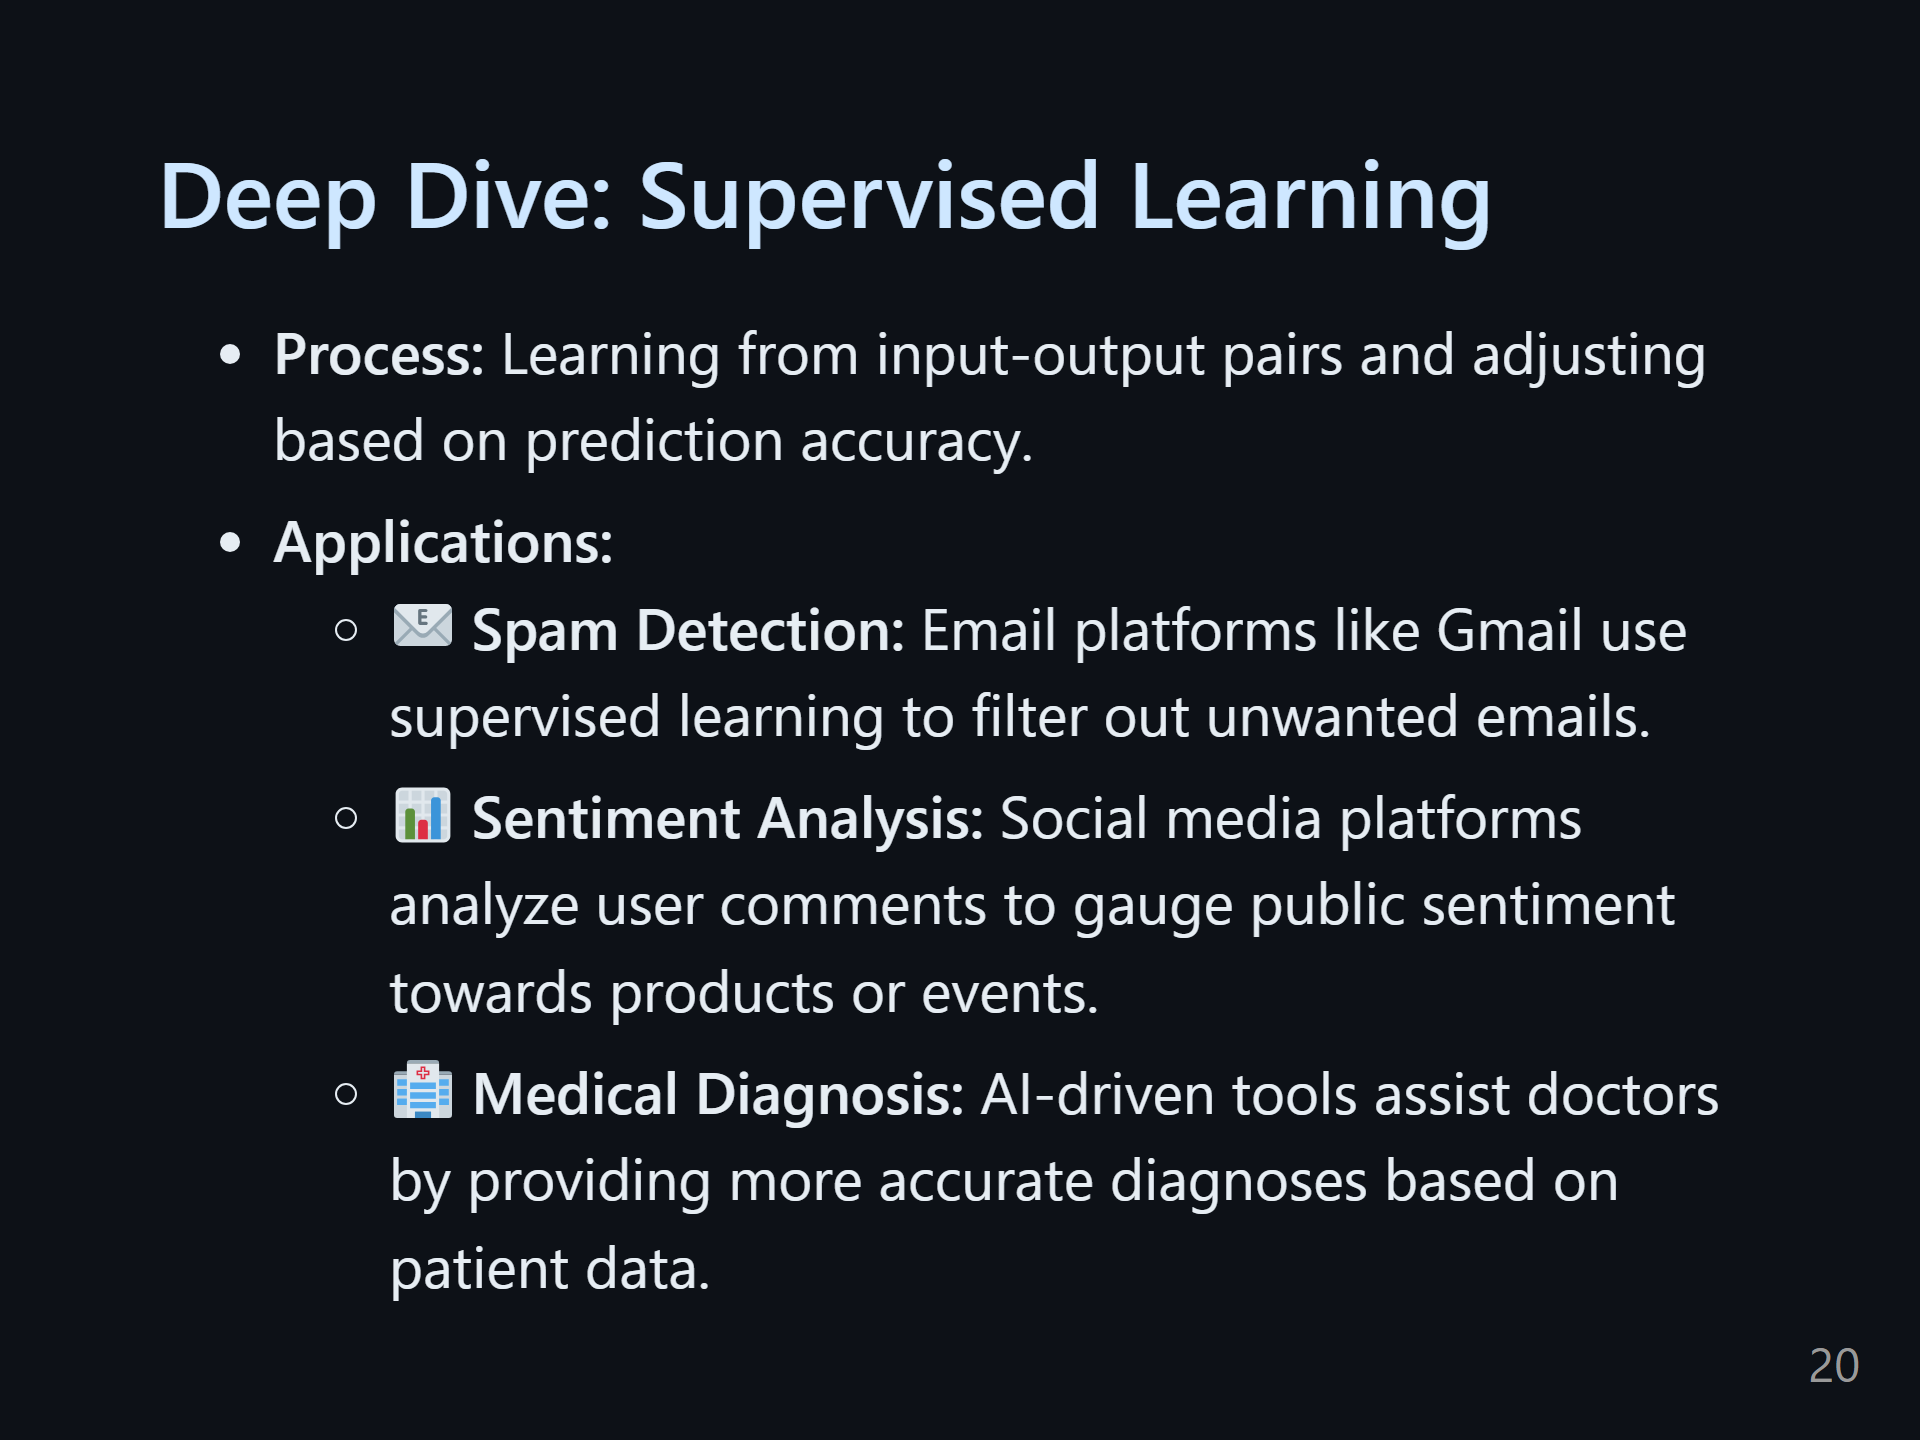 Deep Dive: Supervised Learning
• Process: Learning from input-output pairs and adjusting
based on prediction accuracy.
• Applications:
○ 📧 Spam Detection: Email platforms like Gmail use
supervised learning to filter out unwanted emails.
○ 📊 Sentiment Analysis: Social media platforms
analyze user comments to gauge public sentiment
towards products or events.
○ 🏥 Medical Diagnosis: AI-driven tools assist doctors
by providing more accurate diagnoses based on
patient data.
20